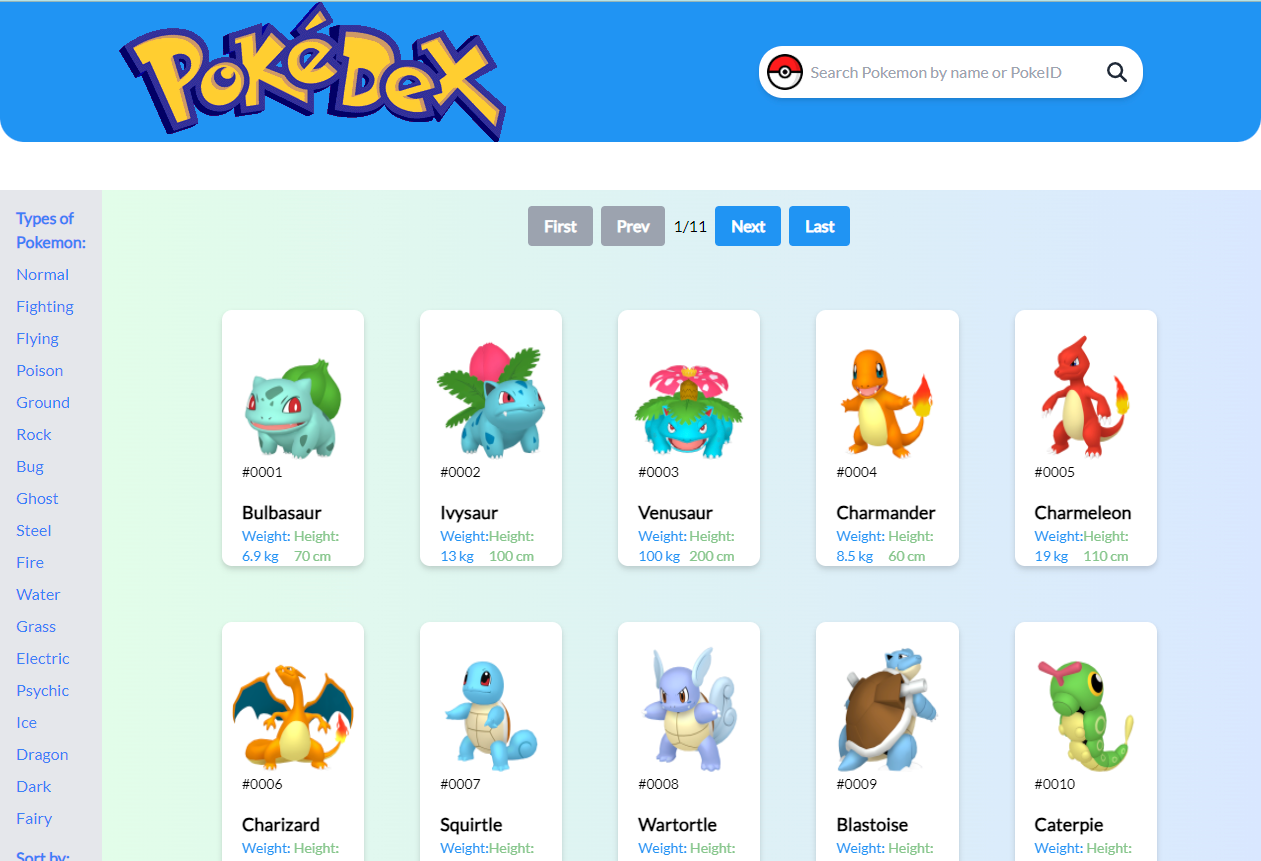 PoKéDex
Search Pokemon by name or PokeID
Types of
Pokemon:
Normal
Fighting
Flying
Poison
Ground
Rock
Bug
Ghost
Steel
Fire
Water
Grass
Electric
Psychic
Ice
Dragon
Dark
Fairy
Sort by:
First Prev 1/11 Next Last
#0001 #0002 #0003 #0004 #0005
Bulbasaur Ivysaur Venusaur Charmander Charmeleon
Weight: Height: Weight:Height: Weight: Height: Weight: Height: Weight:Height:
6.9 kg 70 cm 13 kg 100 cm 100 kg 200 cm 8.5 kg 60 cm 19 kg 110 cm
#0006 #0007 #0008 #0009 #0010
Charizard Squirtle Wartortle Blastoise Caterpie
Weight: Height: Weight:Height: Weight: Height: Weight: Height: Weight: Height: